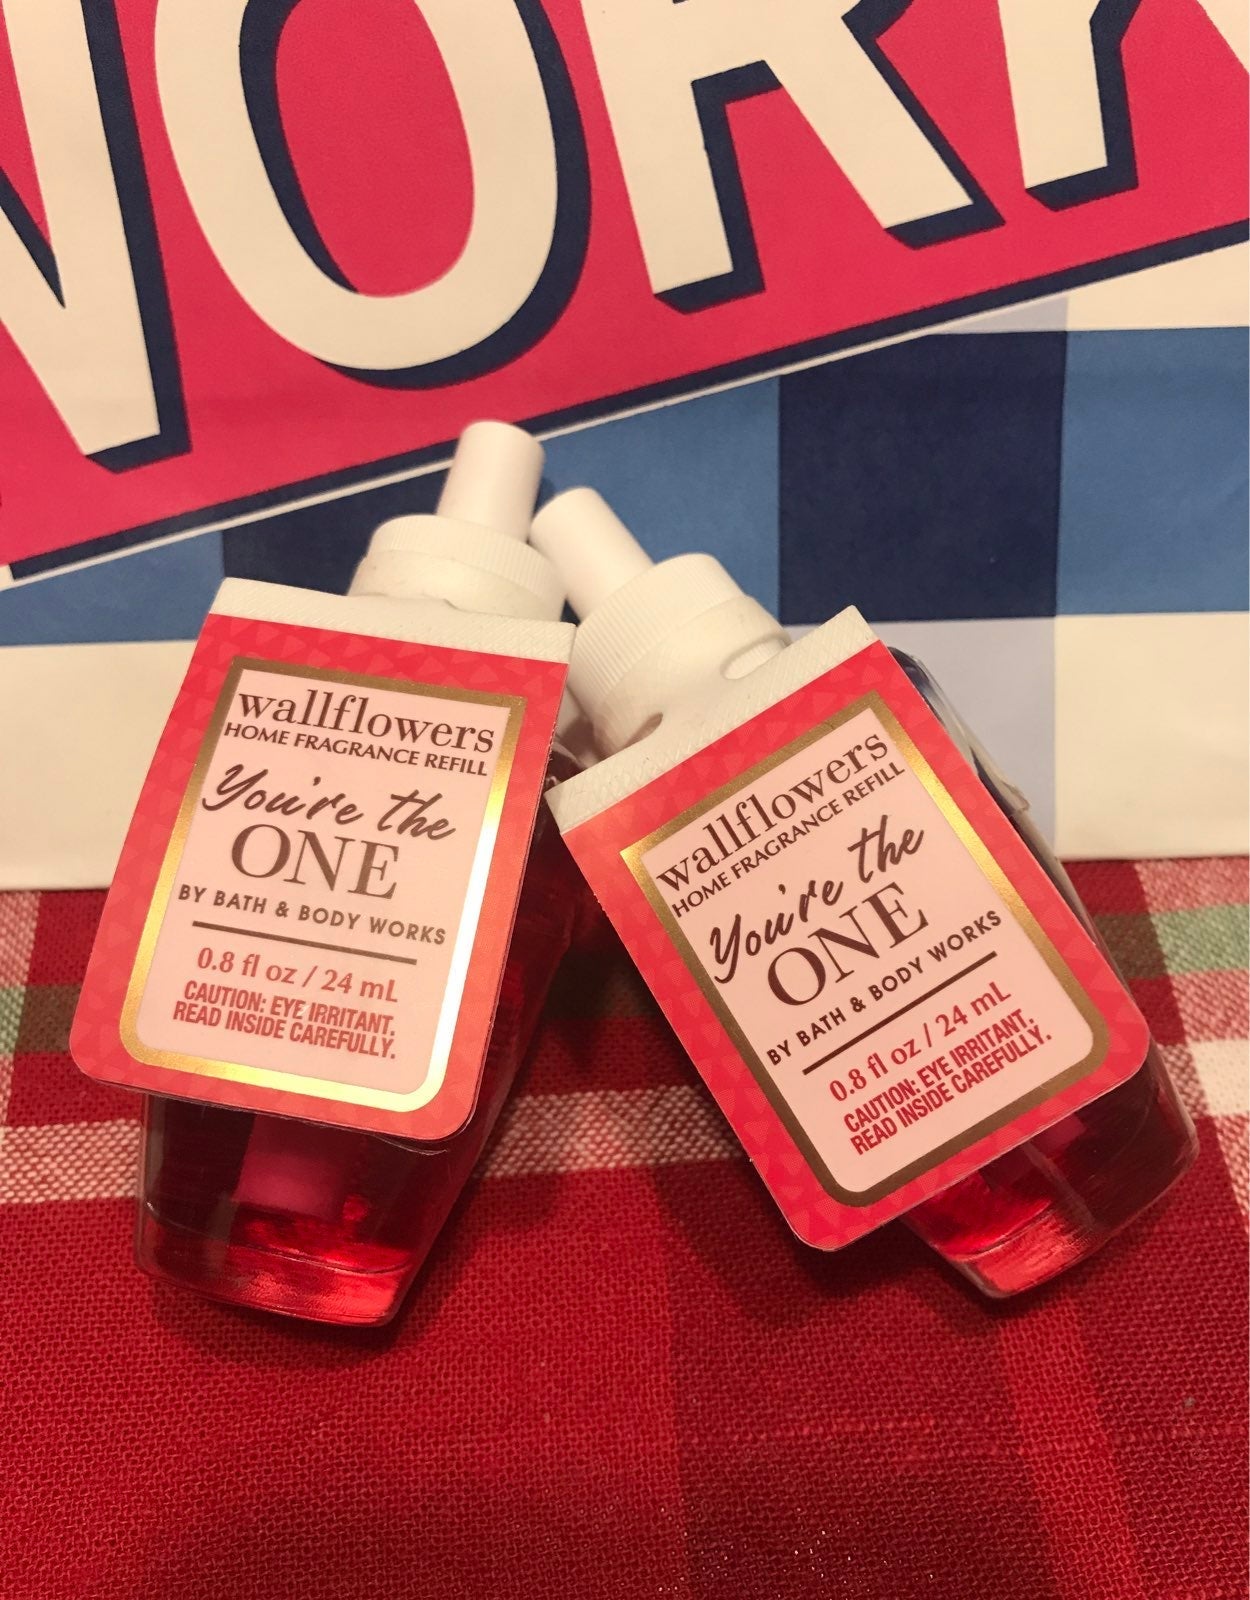 WORK
wallflowers
HOME FRAGRANCE REFILL
You're the
ONE
BY BATH & BODY WORKS
0.8 fl oz / 24 mL
CAUTION: EYE IRRITANT.
READ INSIDE CAREFULLY.
wallflowers
HOME FRAGRANCE REFILL
You're the
ONE
BY BATH & BODY WORKS
0.8 fl oz / 24 mL
CAUTION: EYE IRRITANT.
READ INSIDE CAREFULLY.